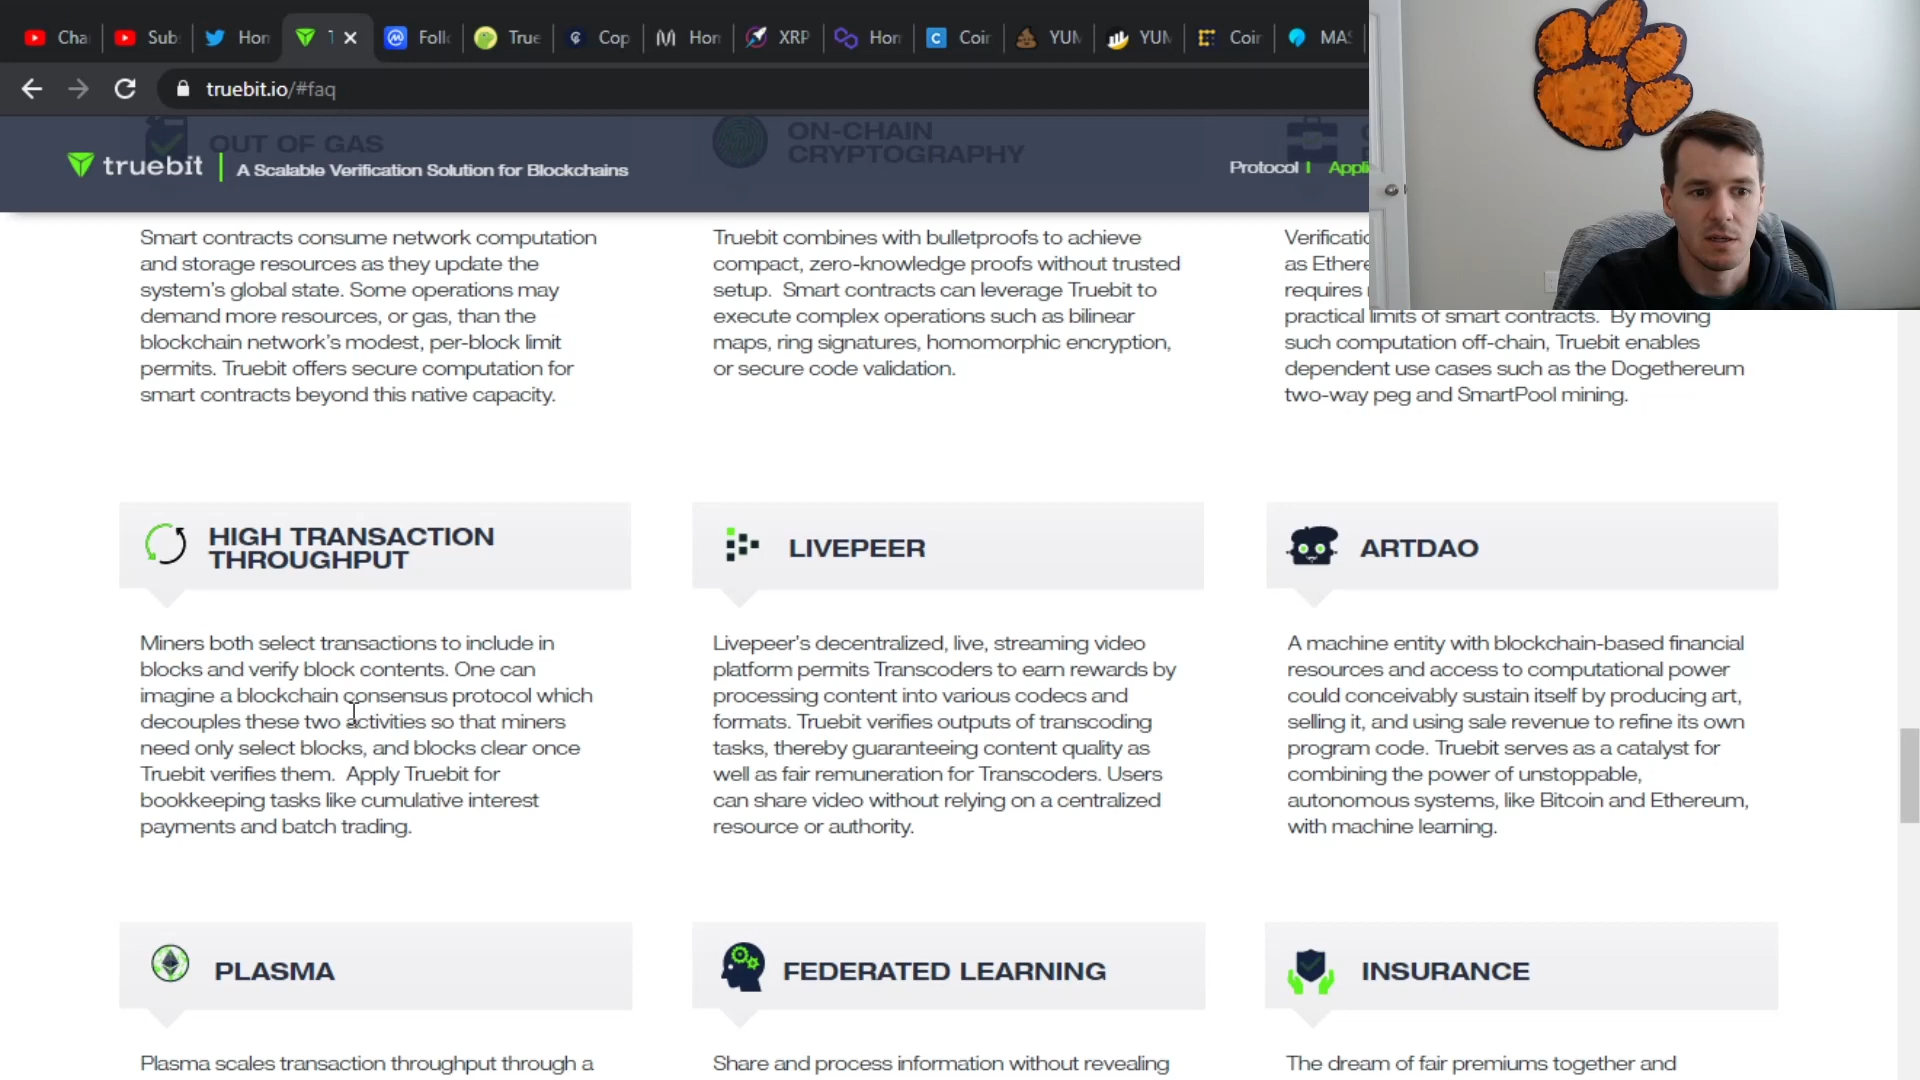 Cha
Sub
Hon
Follo
True
Cop
Hon
XRP
Hon
Coin
YUM
YUM
Coin
MAS
truebit.io/#faq
OUT OF GAS
ON-CHAIN
CRYPTOGRAPHY
truebit
A Scalable Verification Solution for Blockchains
Protocol
Appli
Smart contracts consume network computation
and storage resources as they update the
system's global state. Some operations may
demand more resources, or gas, than the
blockchain network's modest, per-block limit
permits. Truebit offers secure computation for
smart contracts beyond this native capacity.
Truebit combines with bulletproofs to achieve
compact, zero-knowledge proofs without trusted
setup. Smart contracts can leverage Truebit to
execute complex operations such as bilinear
maps, ring signatures, homomorphic encryption,
or secure code validation.
Verificatio
as Ethere
requires
practical limits of smart contracts. By moving
such computation off-chain, Truebit enables
dependent use cases such as the Dogethereum
two-way peg and SmartPool mining.
HIGH TRANSACTION
THROUGHPUT
Miners both select transactions to include in
blocks and verify block contents. One can
imagine a blockchain consensus protocol which
decouples these two activities so that miners
need only select blocks, and blocks clear once
Truebit verifies them. Apply Truebit for
bookkeeping tasks like cumulative interest
payments and batch trading.
LIVEPEER
Livepeer's decentralized, live, streaming video
platform permits Transcoders to earn rewards by
processing content into various codecs and
formats. Truebit verifies outputs of transcoding
tasks, thereby guaranteeing content quality as
well as fair remuneration for Transcoders. Users
can share video without relying on a centralized
resource or authority.
ARTDAO
A machine entity with blockchain-based financial
resources and access to computational power
could conceivably sustain itself by producing art,
selling it, and using sale revenue to refine its own
program code. Truebit serves as a catalyst for
combining the power of unstoppable,
autonomous systems, like Bitcoin and Ethereum,
with machine learning.
PLASMA
Plasma scales transaction throughput through a
FEDERATED LEARNING
Share and process information without revealing
INSURANCE
The dream of fair premiums together and